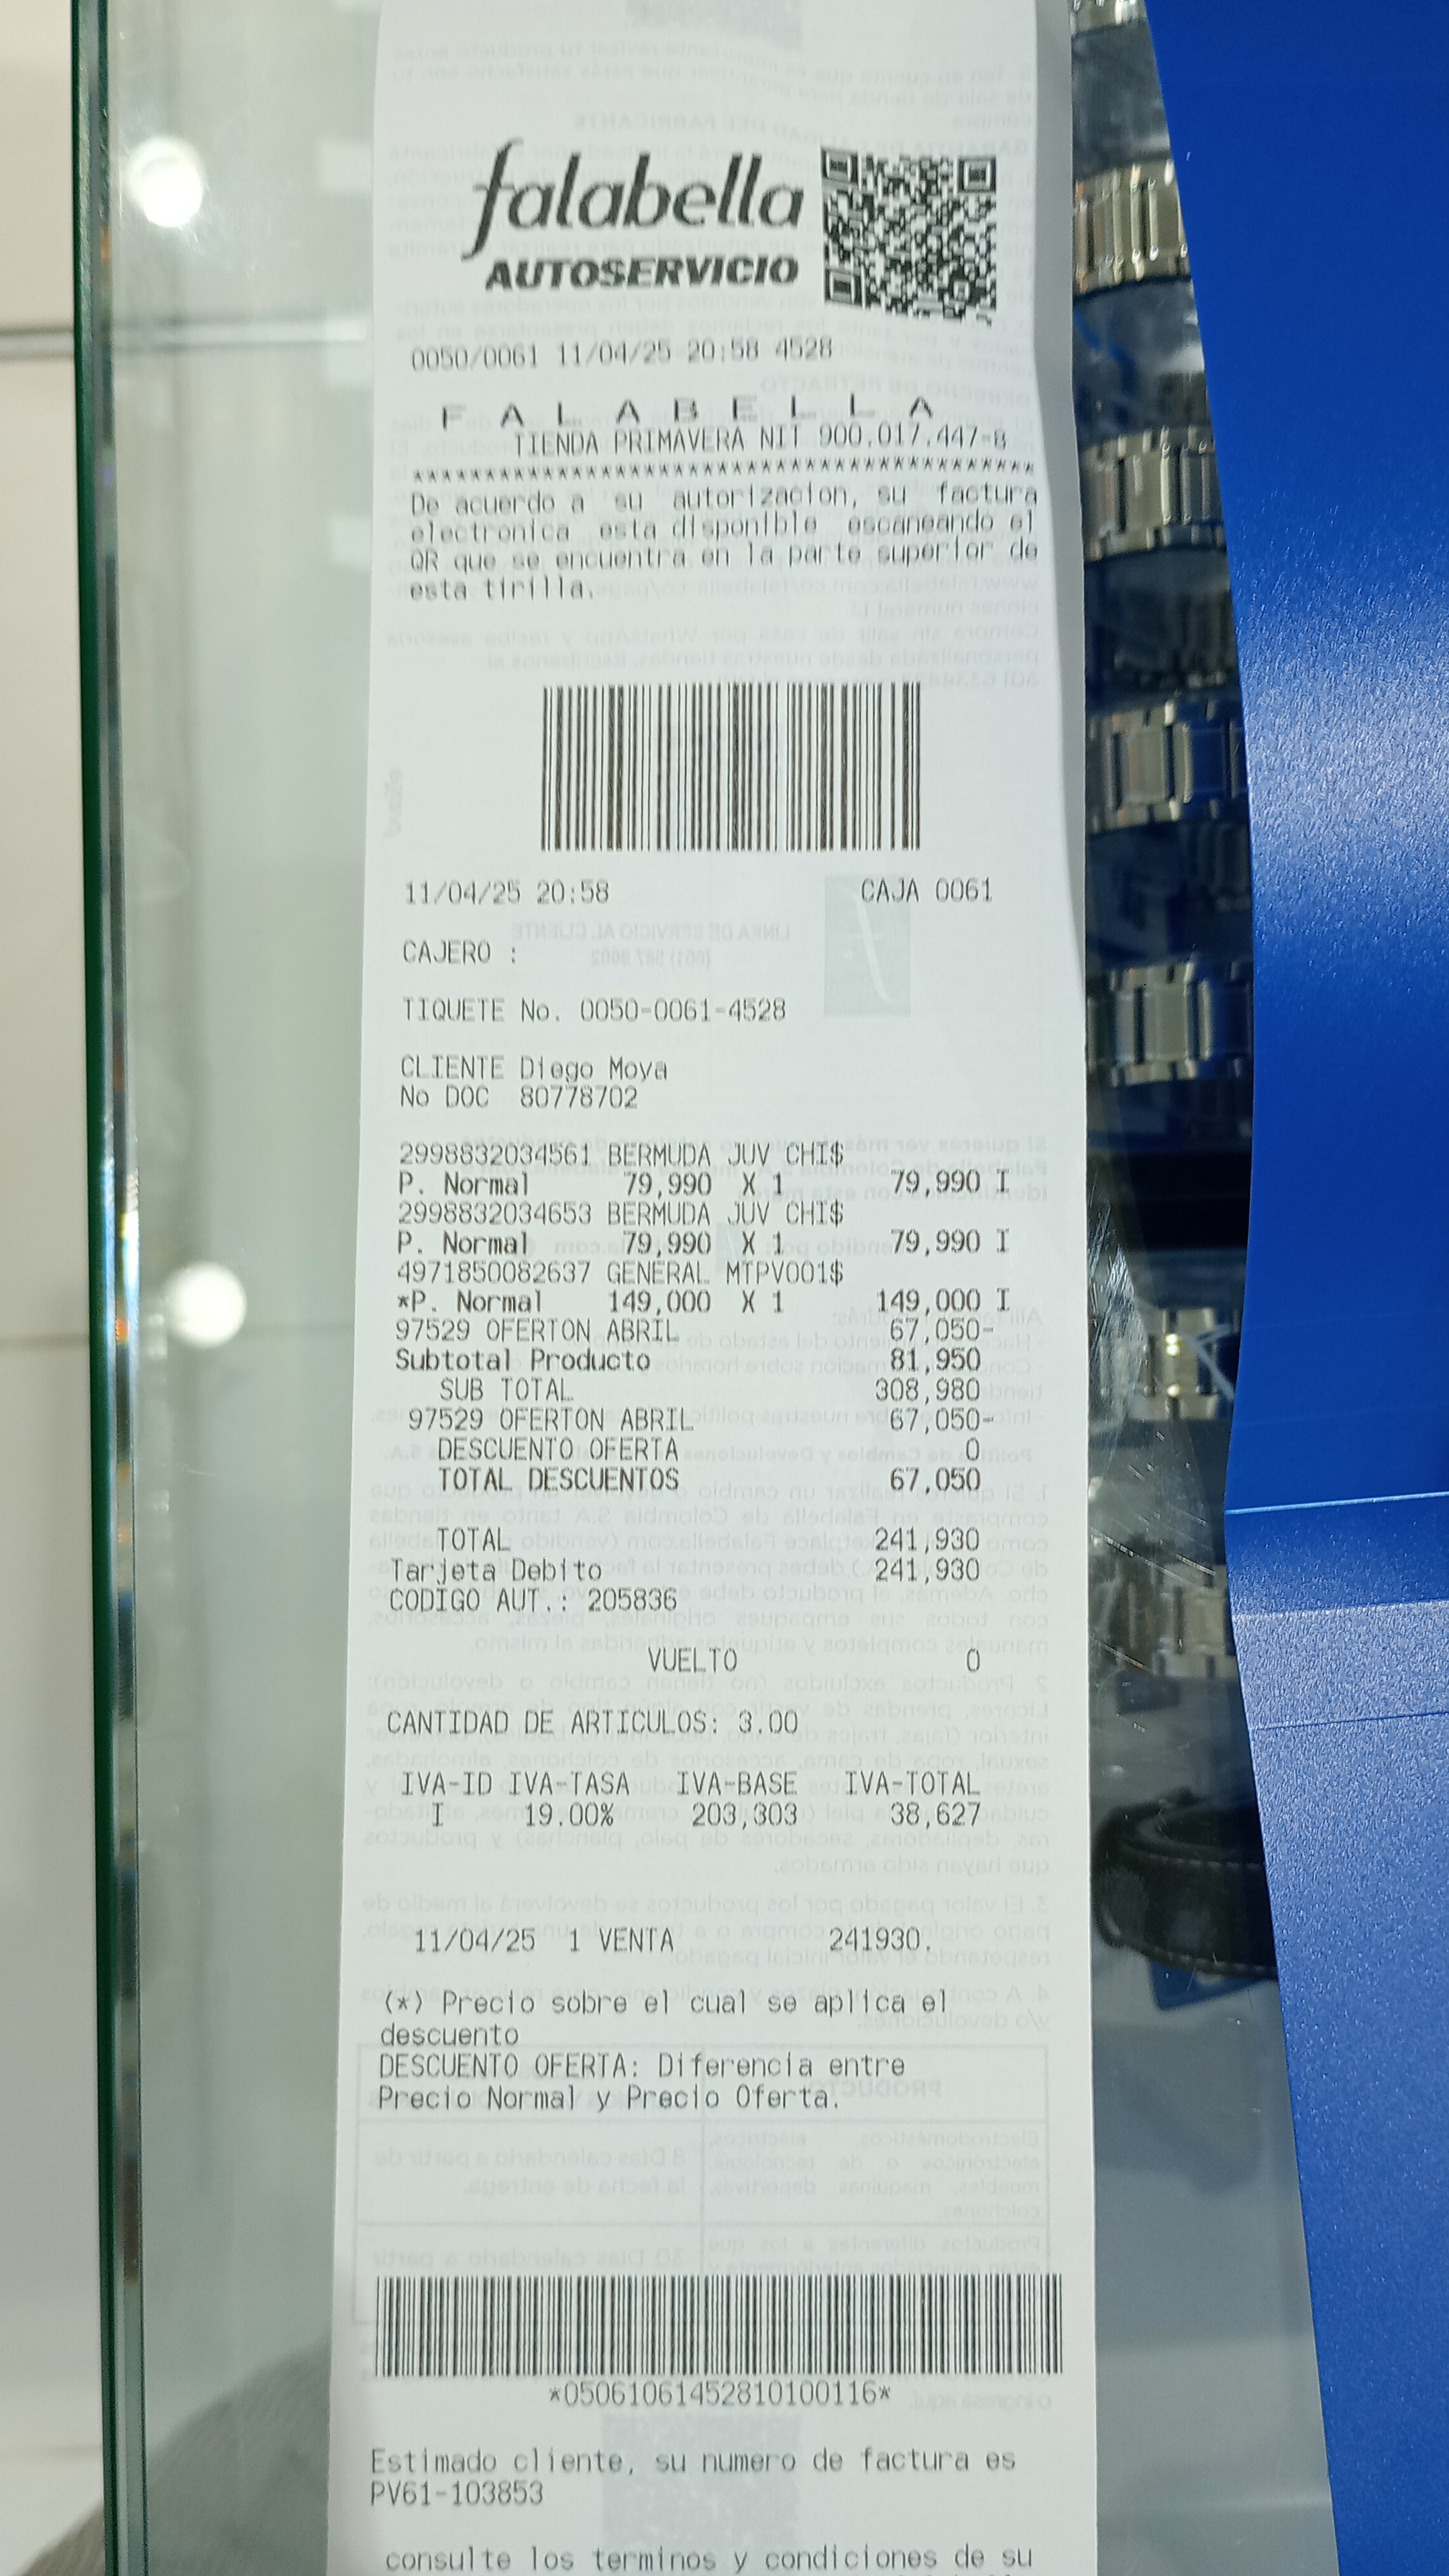 falabella
AUTOSERVICIO
0050/0061 11/04/25 20:58 4528
F A L A B E L L A
TIENDA PRIMAVERA NIT 900.017.447-8
******************************************
De acuerdo a su autorizacion, su factura
electronica esta disponible escaneando el
QR que se encuentra en la parte superior de
esta tirilla.
11/04/25 20:58 CAJA 0061
CAJERO :
TIQUETE No. 0050-0061-4528
CLIENTE Diego Moya
No DOC 80778702
2998832034561 BERMUDA JUV CHI$
P. Normal 79,990 X 1 79,990 I
2998832034653 BERMUDA JUV CHI$
P. Normal 79,990 X 1 79,990 I
4971850082637 GENERAL MTPV001$
*P. Normal 149,000 X 1 149,000 I
97529 OFERTON ABRIL 67,050-
Subtotal Producto 81,950
SUB TOTAL 308,980
97529 OFERTON ABRIL 67,050-
DESCUENTO OFERTA 0
TOTAL DESCUENTOS 67,050
TOTAL 241,930
Tarjeta Debito 241,930
CODIGO AUT.: 205836
VUELTO 0
CANTIDAD DE ARTICULOS: 3.00
IVA-ID IVA-TASA IVA-BASE IVA-TOTAL
I 19.00% 203,303 38,627
11/04/25 1 VENTA 241930.
(*) Precio sobre el cual se aplica el
descuento
DESCUENTO OFERTA: Diferencia entre
Precio Normal y Precio Oferta.
*05061061452810100116*
Estimado cliente, su numero de factura es
PV61-103853
consulte los terminos y condiciones de su